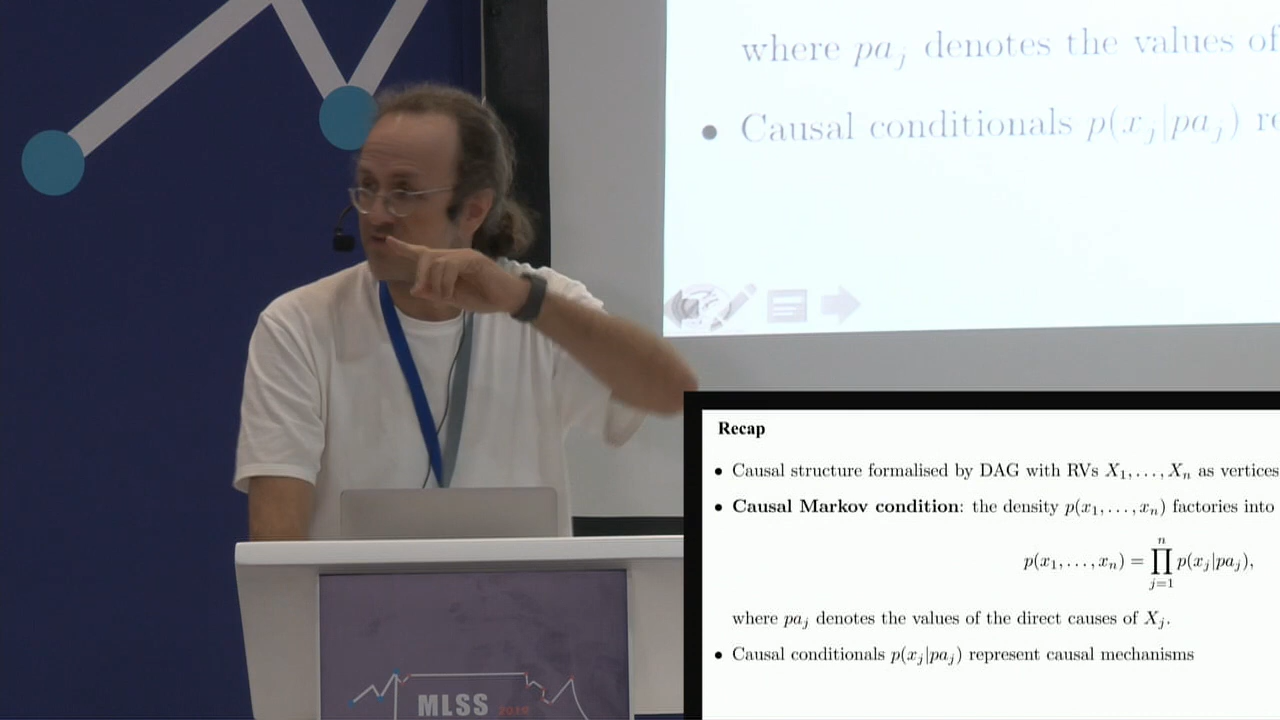 where pa_j denotes the values of
• Causal conditionals p(x_j|pa_j) re
Recap
• Causal structure formalised by DAG with RVs X_1, . . . , X_n as vertices
• Causal Markov condition: the density p(x_1, . . . , x_n) factories into
p(x_1, . . . , x_n) = ∏_{j=1}^{n} p(x_j|pa_j),
where pa_j denotes the values of the direct causes of X_j.
• Causal conditionals p(x_j|pa_j) represent causal mechanisms
MLSS 2019